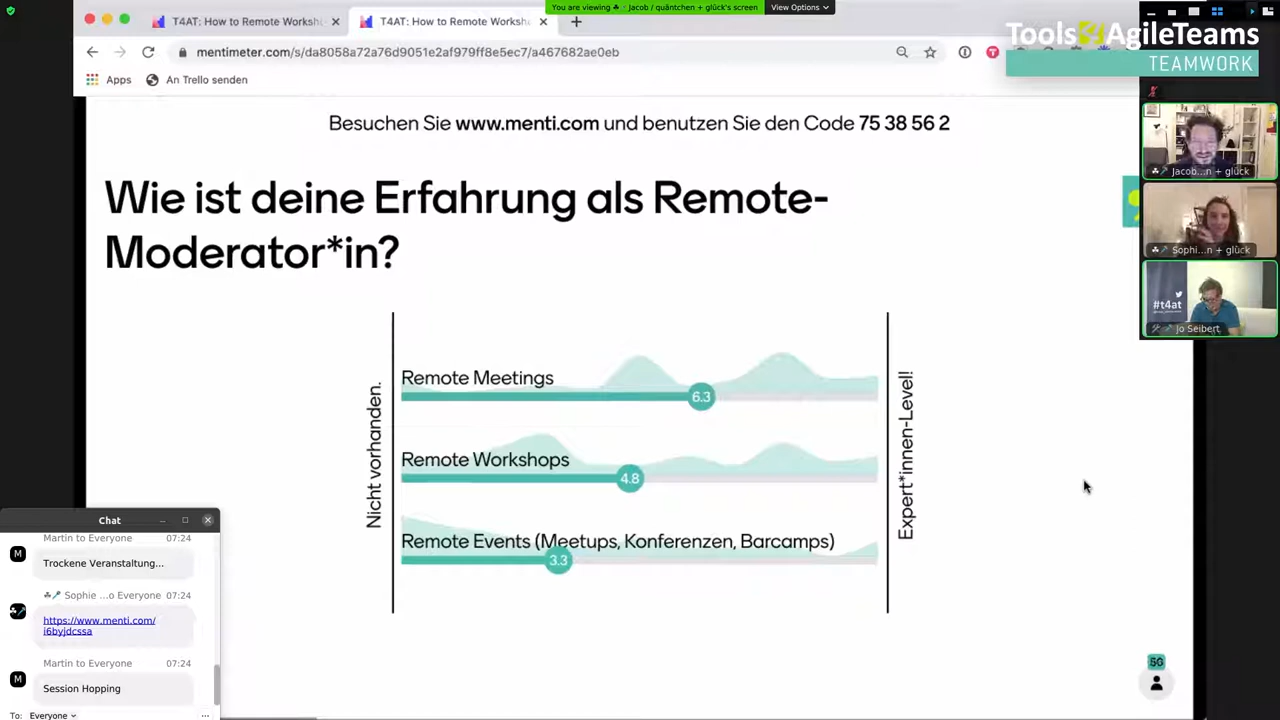 T4AT: How to Remote Worksh
T4AT: How to Remote Worksh
You are viewing
Jacob / quäntchen + glück's screen
View Options
mentimeter.com/s/da8058a72a76d9051e2af979ff8e5ec7/a467682ae0eb
Apps
An Trello senden
Tools4AgileTeams
TEAMWORK
Besuchen Sie www.menti.com und benutzen Sie den Code 75 38 56 2
Wie ist deine Erfahrung als Remote-
Moderator*in?
Nicht vorhanden.
Remote Meetings
6.3
Remote Workshops
4.8
Remote Events (Meetups, Konferenzen, Barcamps)
3.3
Expert*innen-Level!
Jacob...n + glück
Sophi...n + glück
#t4at
Jo Seibert
Chat
Martin to Everyone 07:24
Trockene Veranstaltung...
Sophie ...o Everyone 07:24
https://www.menti.com/
i6byjdcssa
Martin to Everyone 07:24
Session Hopping
To: Everyone